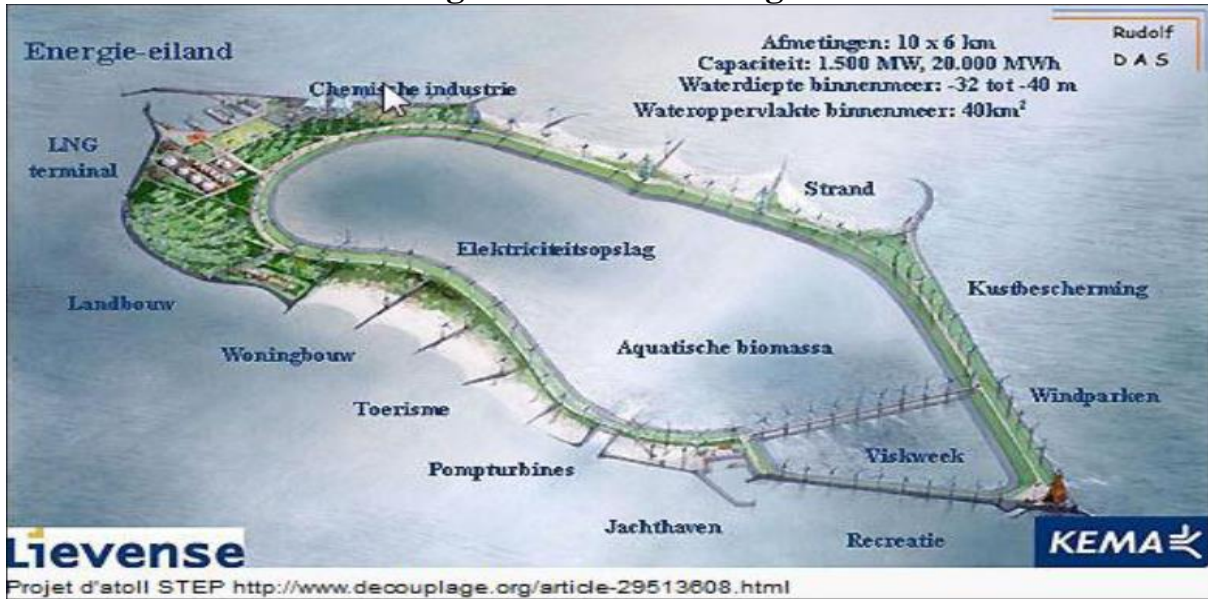 Energie-eiland
Afmetingen: 10 x 6 km
Capaciteit: 1.500 MW, 20.000 MWh
Waterdiepte binnenmeer: -32 tot -40 m
Wateroppervlakte binnenmeer: 40km²
Rudolf
DAS
Chemische industrie
LNG
terminal
Strand
Elektriciteitsopslag
Kustbescherming
Landbouw
Woningbouw
Aquatische biomassa
Toerisme
Windparken
Pompturbines
Viskweek
Jachthaven
Recreatie
Lievense
KEMA
Projet d'atoll STEP http://www.decouplage.org/article-29513608.html